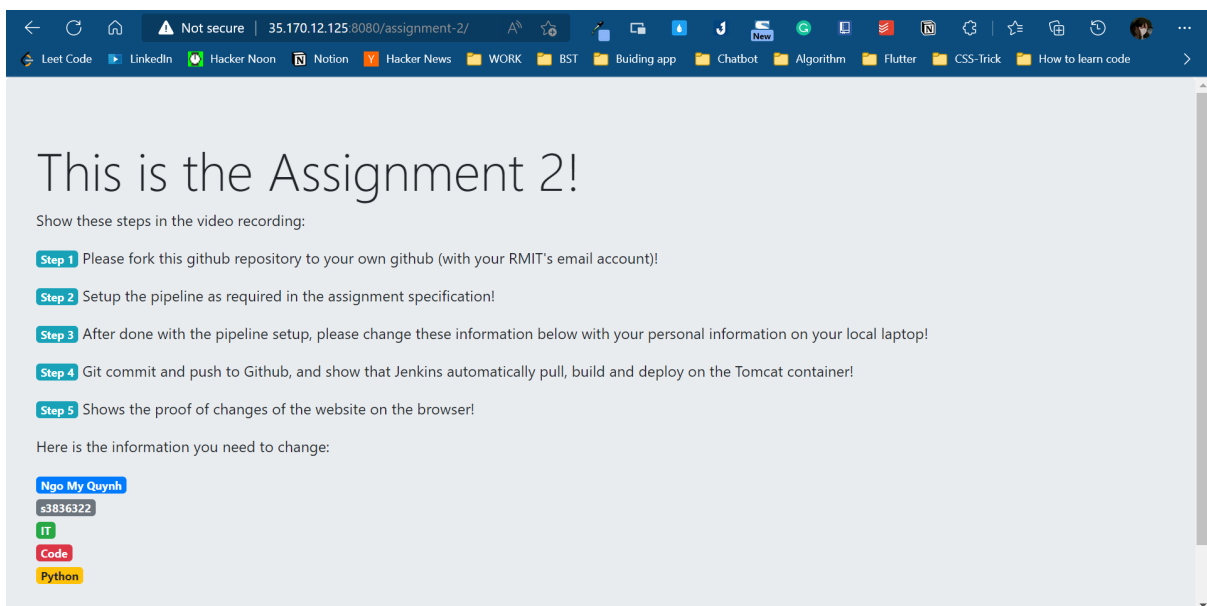 Not secure | 35.170.12.125:8080/assignment-2/ A New
Leet Code LinkedIn Hacker Noon Notion Y Hacker News WORK BST Buiding app Chatbot Algorithm Flutter CSS-Trick How to learn code
This is the Assignment 2!
Show these steps in the video recording:
Step 1 Please fork this github repository to your own github (with your RMIT's email account)!
Step 2 Setup the pipeline as required in the assignment specification!
Step 3 After done with the pipeline setup, please change these information below with your personal information on your local laptop!
Step 4 Git commit and push to Github, and show that Jenkins automatically pull, build and deploy on the Tomcat container!
Step 5 Shows the proof of changes of the website on the browser!
Here is the information you need to change:
Ngo My Quynh
s3836322
IT
Code
Python